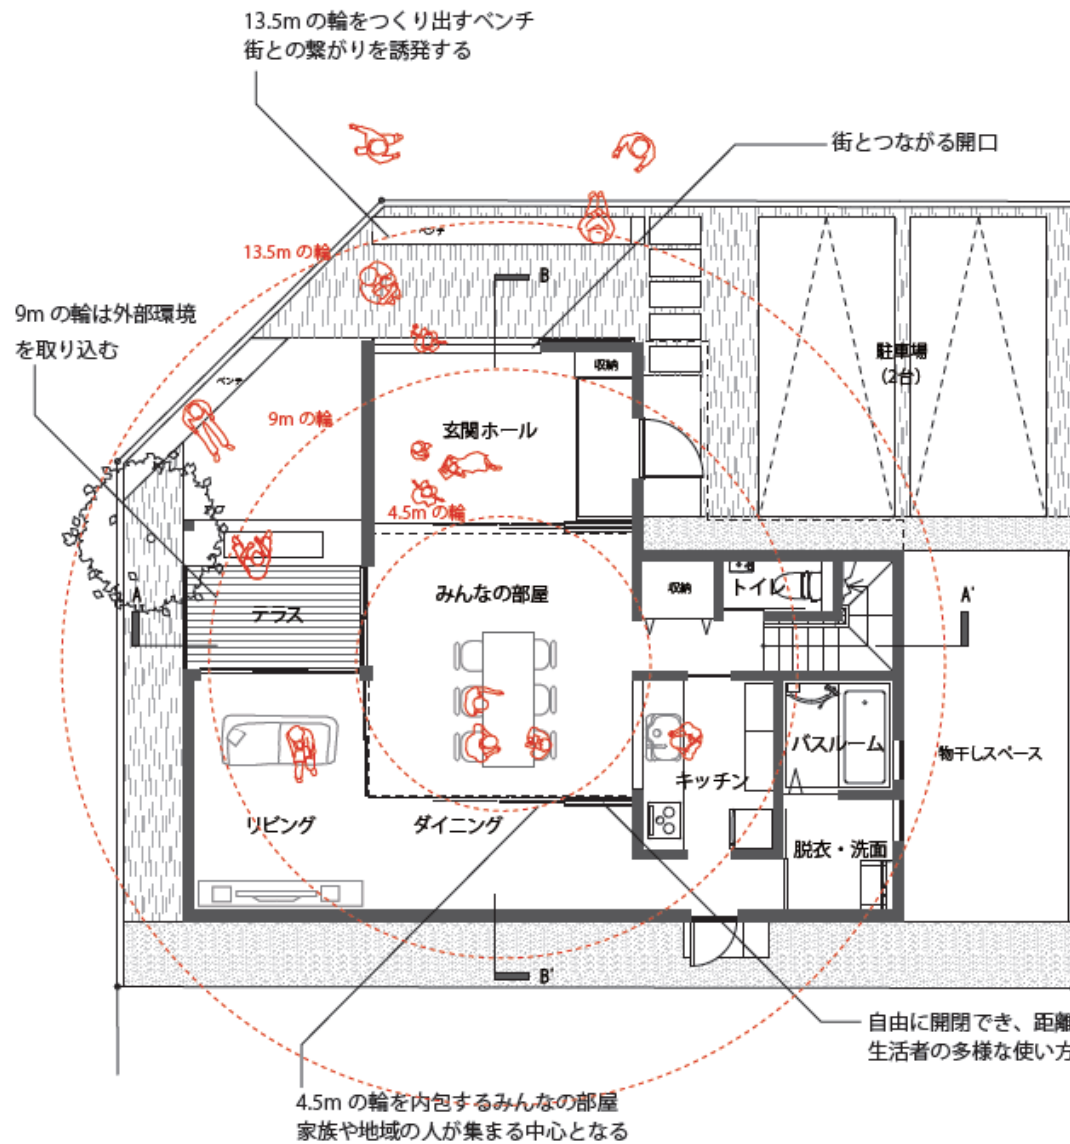 13.5m の輪をつくり出すベンチ
街との繋がりを誘発する
街とつながる開口
ベンチ
13.5m の輪
B
9m の輪は外部環境
を取り込む
駐車場
(2台)
収納
ベンチ
9m の輪
玄関ホール
4.5m の輪
みんなの部屋
収納
トイレ
A
A'
テラス
バスルーム
物干しスペース
キッチン
リビング
ダイニング
脱衣・洗面
B'
自由に開閉でき、距離
生活者の多様な使い方
4.5m の輪を内包するみんなの部屋
家族や地域の人が集まる中心となる